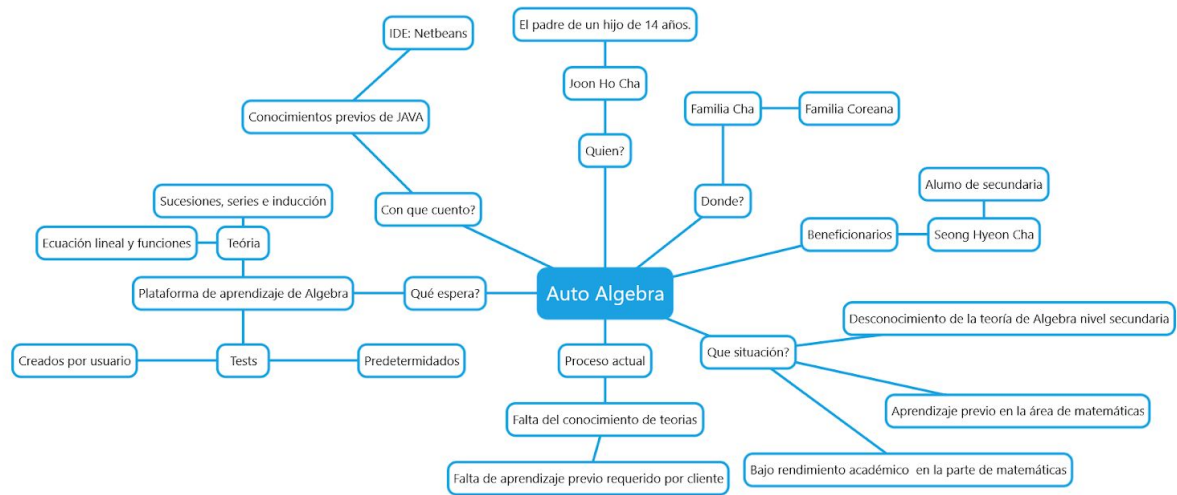 El padre de un hijo de 14 años.
IDE: Netbeans
Joon Ho Cha
Familia Cha
Familia Coreana
Conocimientos previos de JAVA
Quien?
Alumo de secundaria
Sucesiones, series e inducción
Con que cuento?
Donde?
Ecuación lineal y funciones
Teória
Beneficionarios
Seong Hyeon Cha
Plataforma de aprendizaje de Algebra
Qué espera?
Auto Algebra
Desconocimiento de la teoría de Algebra nivel secundaria
Creados por usuario
Tests
Predetermidados
Proceso actual
Que situación?
Falta del conocimiento de teorias
Aprendizaje previo en la área de matemáticas
Falta de aprendizaje previo requerido por cliente
Bajo rendimiento académico  en la parte de matemáticas